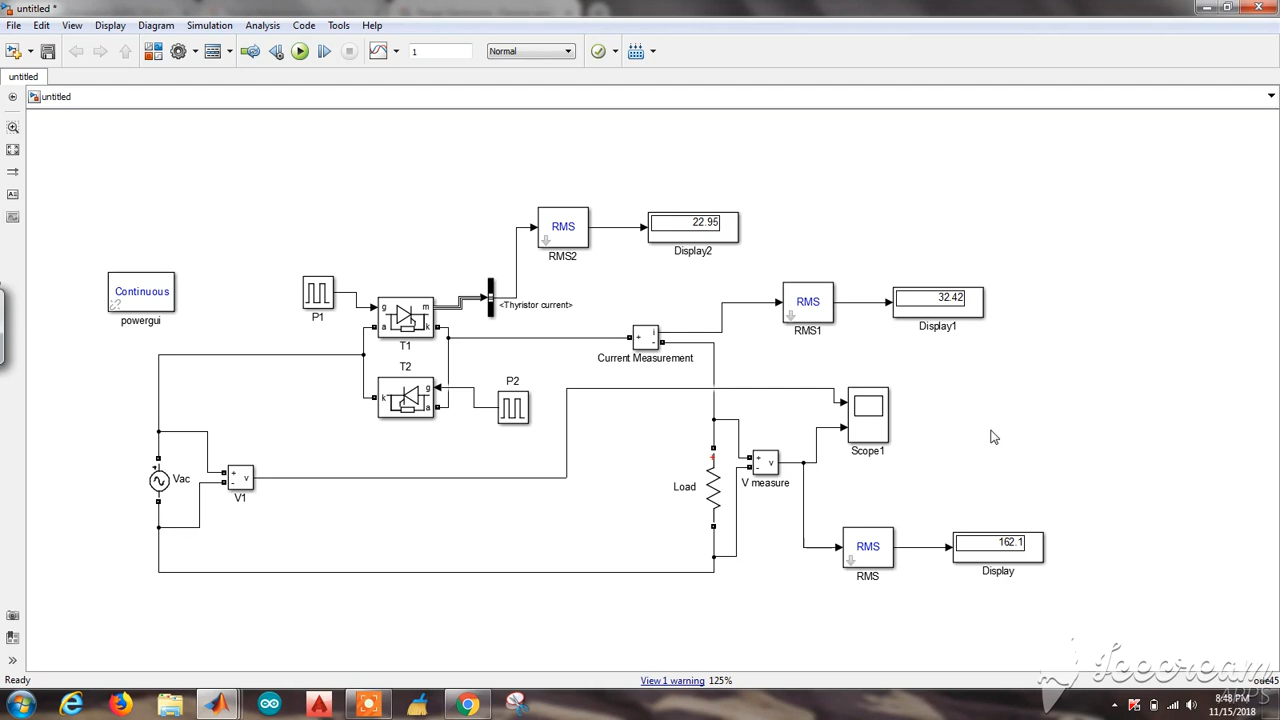 untitled *
File Edit View Display Diagram Simulation Analysis Code Tools Help
1
Normal
untitled
untitled
RMS
RMS2
22.95
Display2
Continuous
powergui
P1
g
m
a
k
T1
<Thyristor current>
RMS
RMS1
32.42
Display1
+
i
-
Current Measurement
T2
k
g
a
P2
Scope1
Vac
+
-
v
V1
Load
+
+
-
v
V measure
RMS
RMS
162.1
Display
Ready
View 1 warning
125%
Icecream
APPS
8:48 PM
11/15/2018